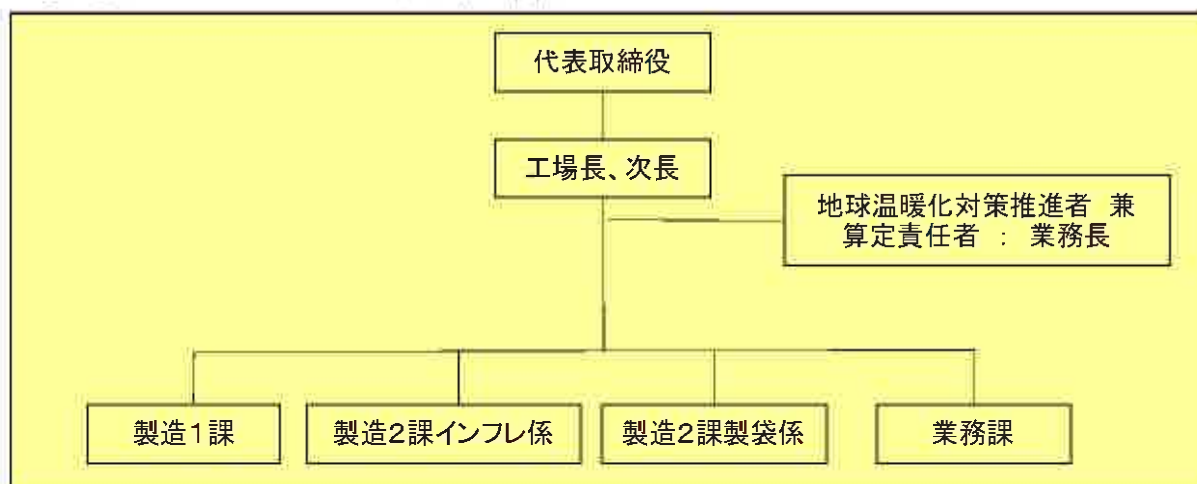 代表取締役
工場長、次長
地球温暖化対策推進者 兼
算定責任者 : 業務長
製造1課
製造2課インフレ係
製造2課製袋係
業務課